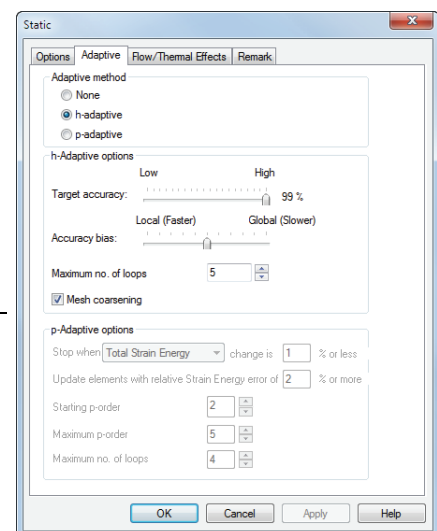 Static
Options Adaptive Flow/Thermal Effects Remark
Adaptive method
None
h-adaptive
p-adaptive
h-Adaptive options
Low High
Target accuracy: 99 %
Local (Faster) Global (Slower)
Accuracy bias:
Maximum no. of loops 5
Mesh coarsening
p-Adaptive options
Stop when Total Strain Energy change is 1 % or less
Update elements with relative Strain Energy error of 2 % or more
Starting p-order 2
Maximum p-order 5
Maximum no. of loops 4
OK Cancel Apply Help